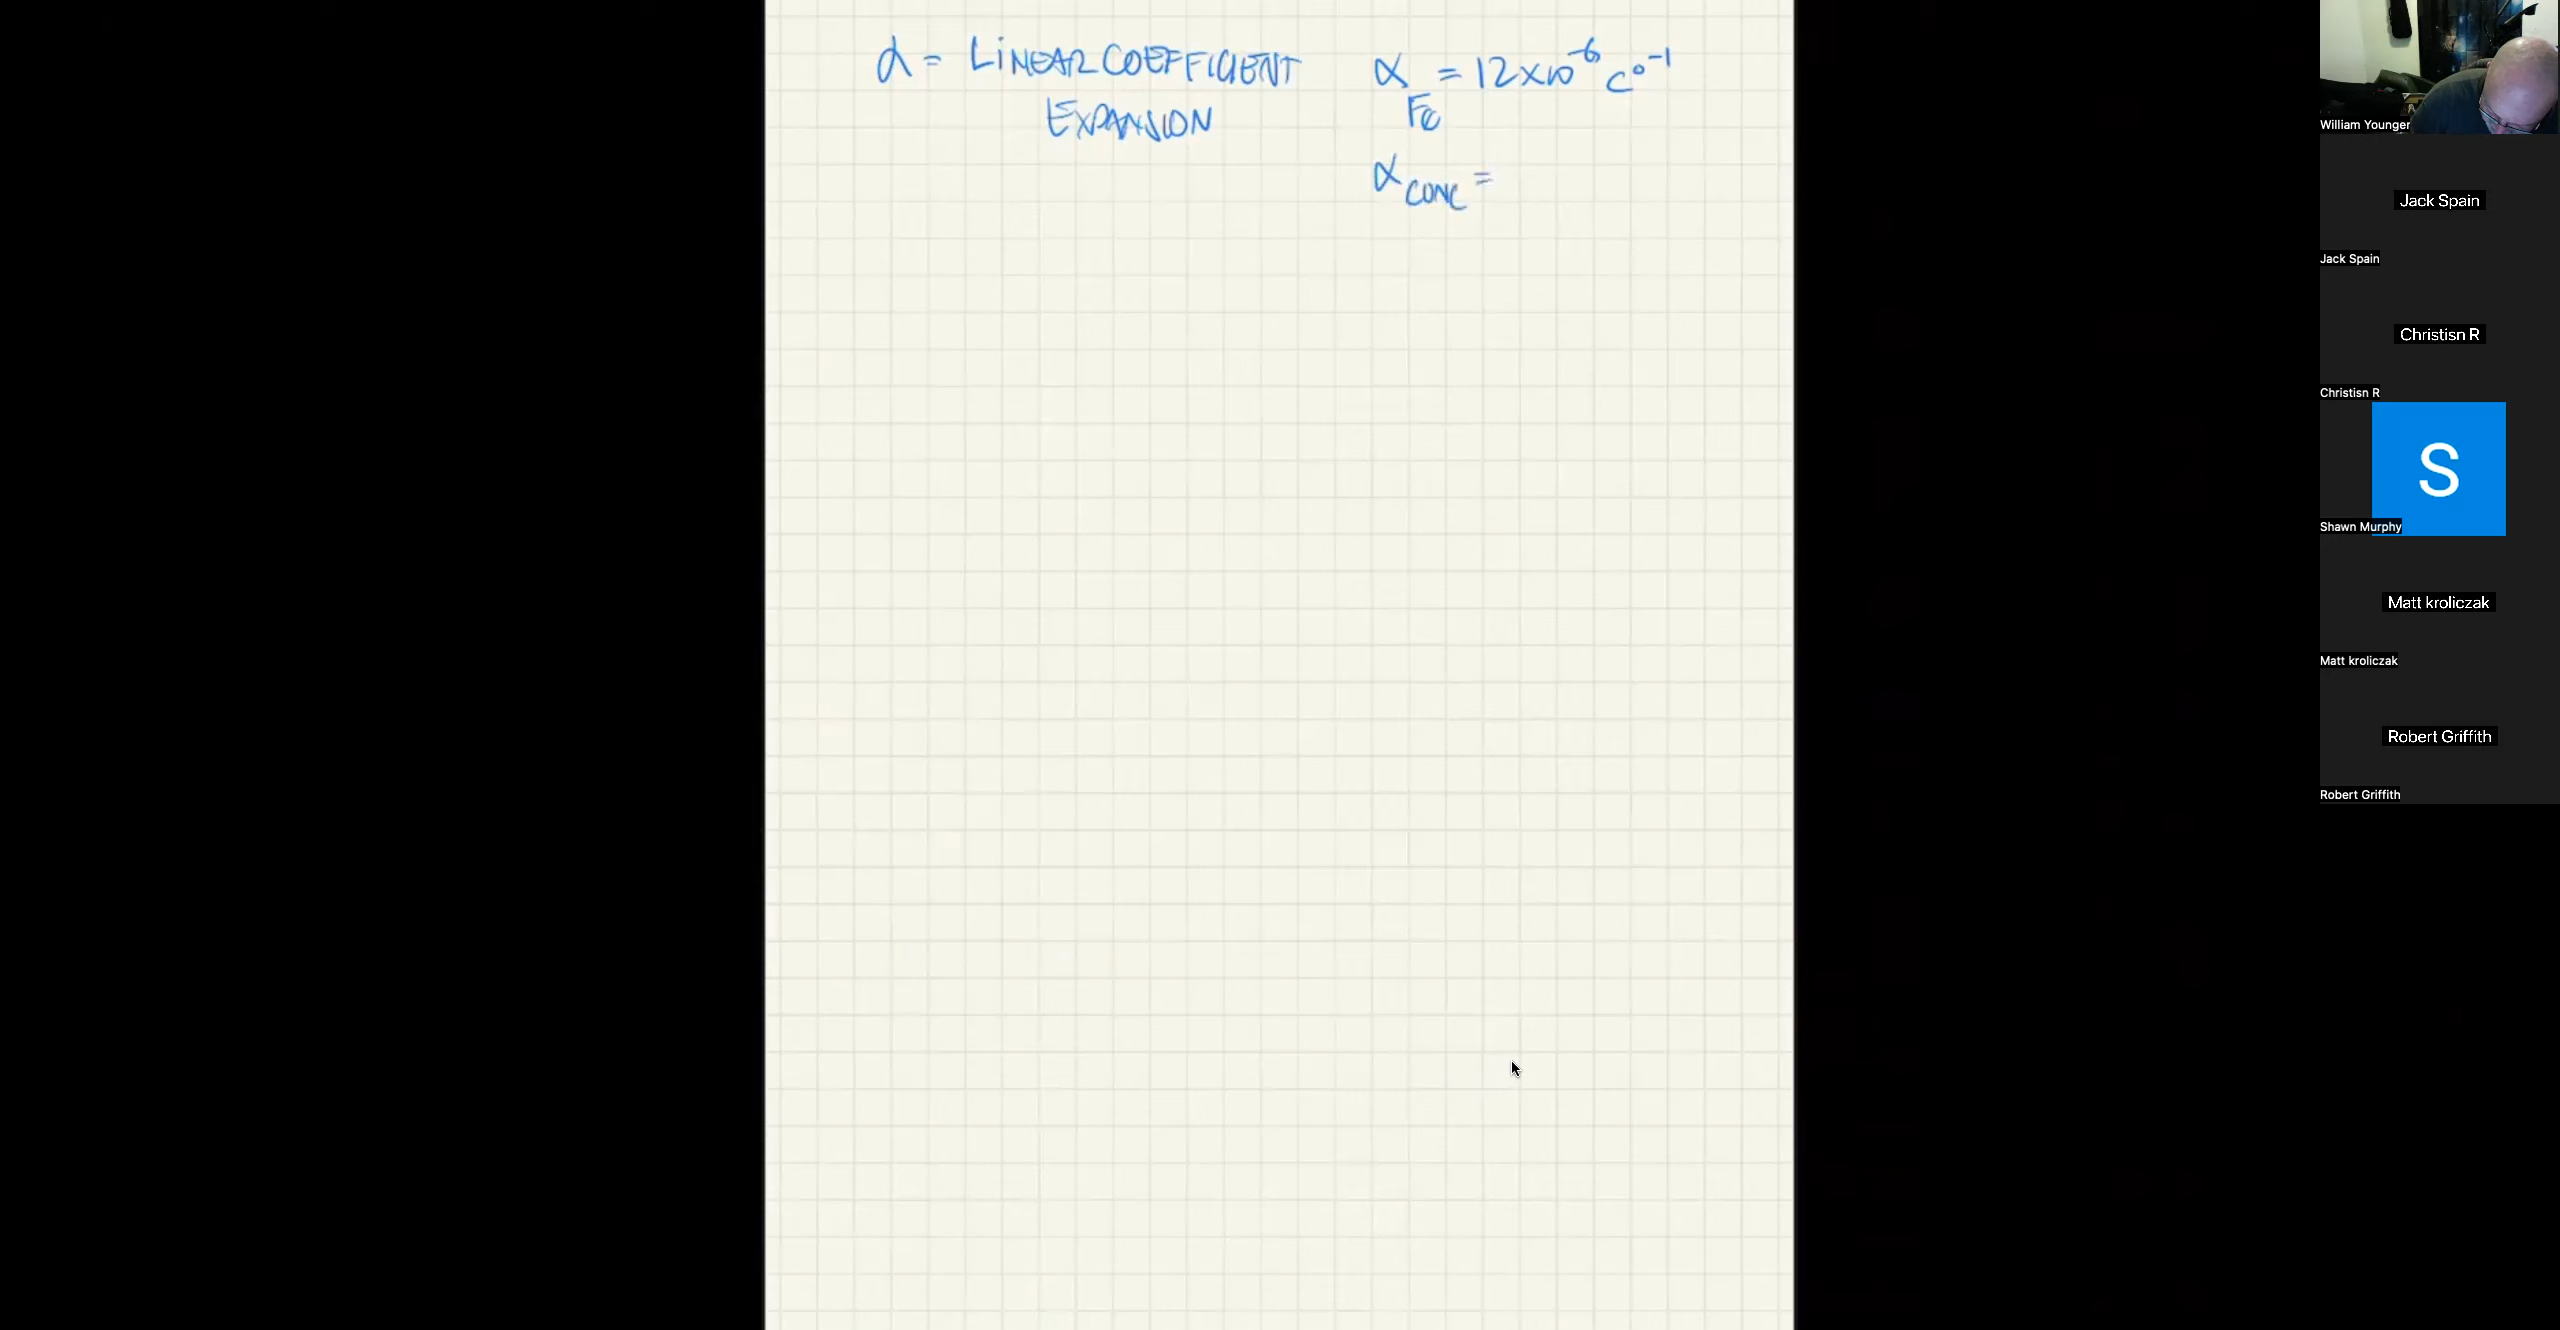 α = LINEAR COEFFICIENT
EXPANSION
α Fe = 12x10⁻⁶ C°⁻¹
α CONC =
William Younger
Jack Spain
Jack Spain
Christisn R
Christisn R
S
Shawn Murphy
Matt kroliczak
Matt kroliczak
Robert Griffith
Robert Griffith